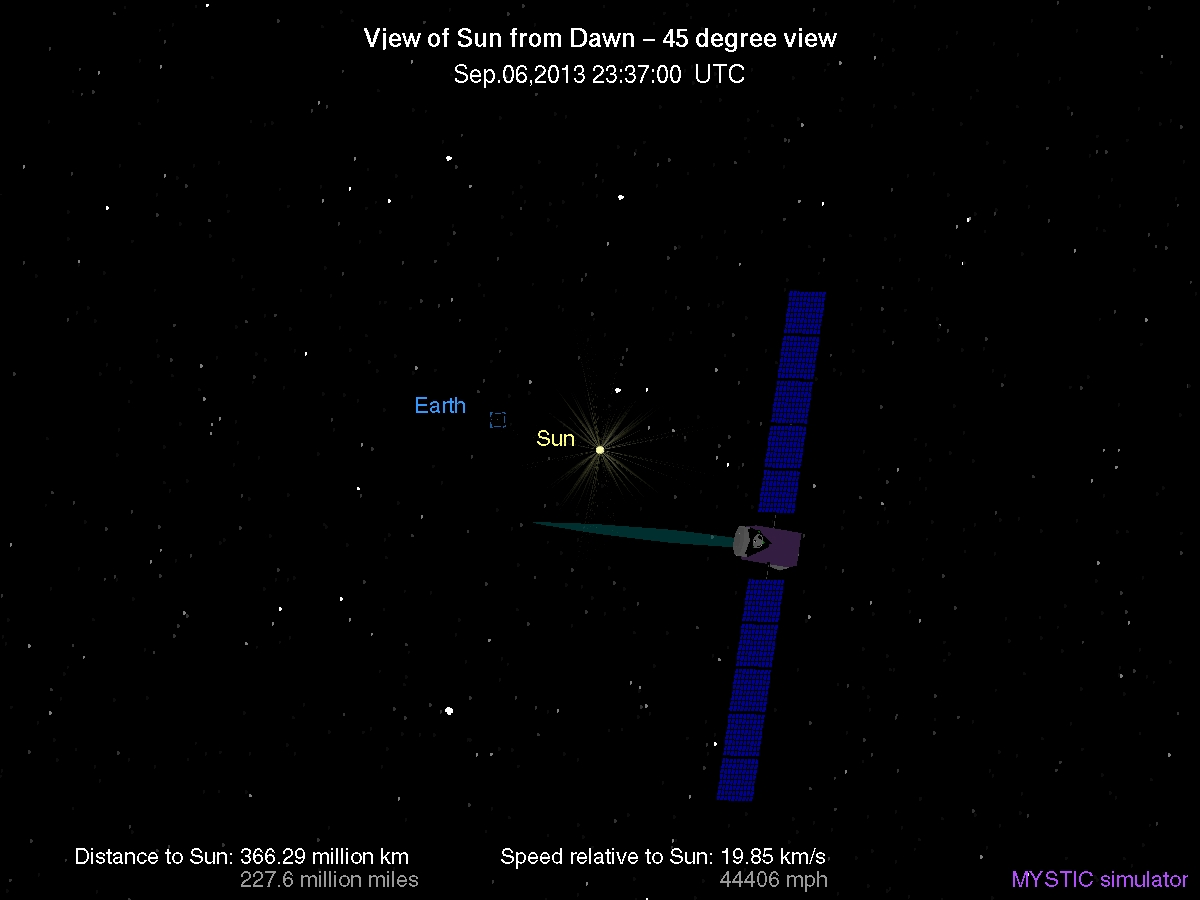 Vjew of Sun from Dawn – 45 degree view
Sep.06,2013 23:37:00 UTC
Earth
Sun
Distance to Sun: 366.29 million km
227.6 million miles
Speed relative to Sun: 19.85 km/s
44406 mph
MYSTIC simulator